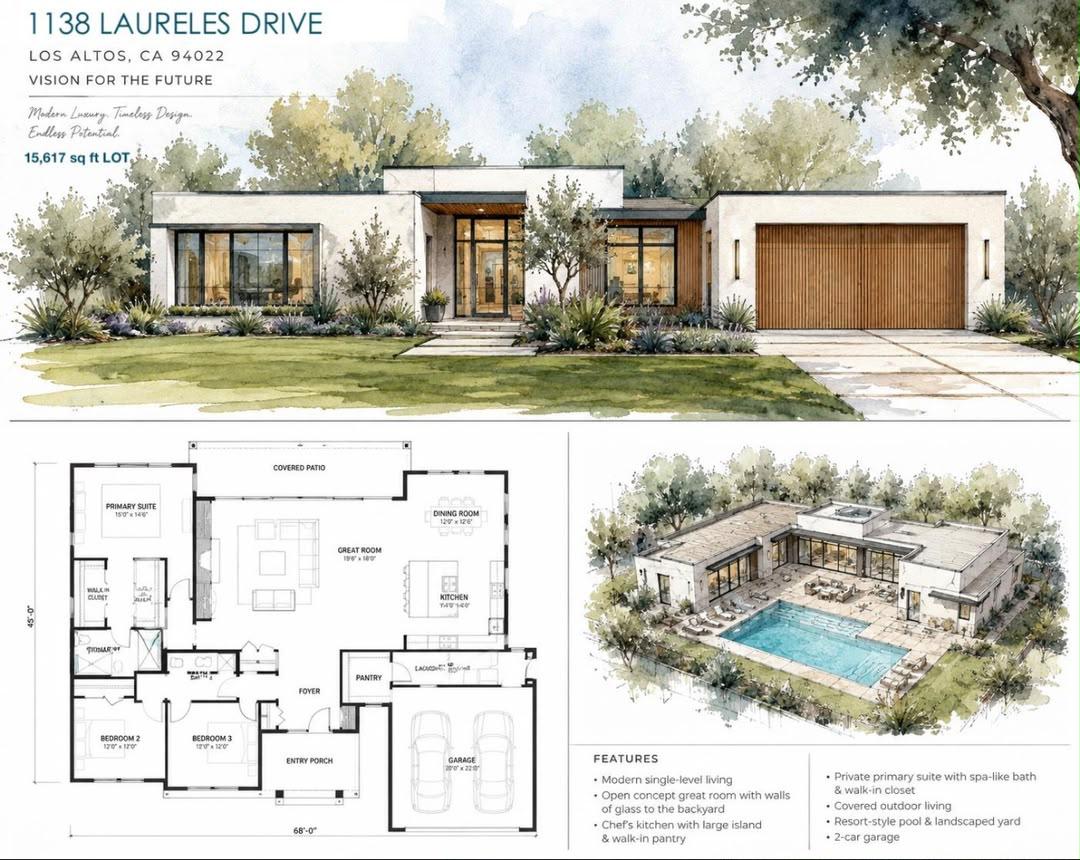 1138 LAURELES DRIVE
LOS ALTOS, CA 94022
VISION FOR THE FUTURE
Modern Luxury. Timeless Design.
Endless Potential.
15,617 sq ft LOT
COVERED PATIO
PRIMARY SUITE
15'0" x 14'6"
DINING ROOM
12'0" x 12'6"
GREAT ROOM
19'6" x 18'0"
WALK IN
CLOSET
KITCHEN
45'-0"
PANTRY
FOYER
BEDROOM 2
12'0" x 12'0"
BEDROOM 3
12'0" x 12'0"
ENTRY PORCH
GARAGE
20'0" x 22'0"
68'-0"
FEATURES
• Modern single-level living
• Open concept great room with walls
of glass to the backyard
• Chef's kitchen with large island
& walk-in pantry
• Private primary suite with spa-like bath
& walk-in closet
• Covered outdoor living
• Resort-style pool & landscaped yard
• 2-car garage